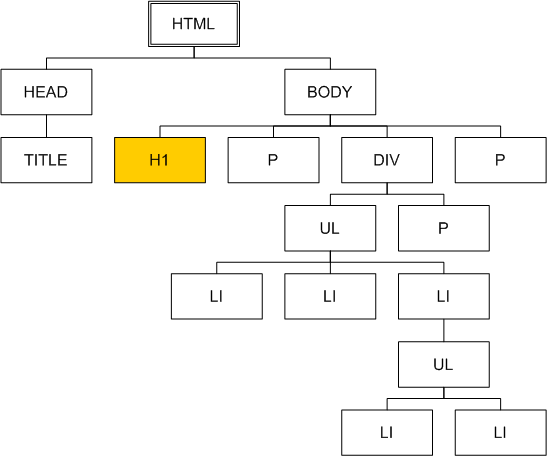 HTML
HEAD BODY
TITLE H1 P DIV P
UL P
LI LI LI
UL
LI LI